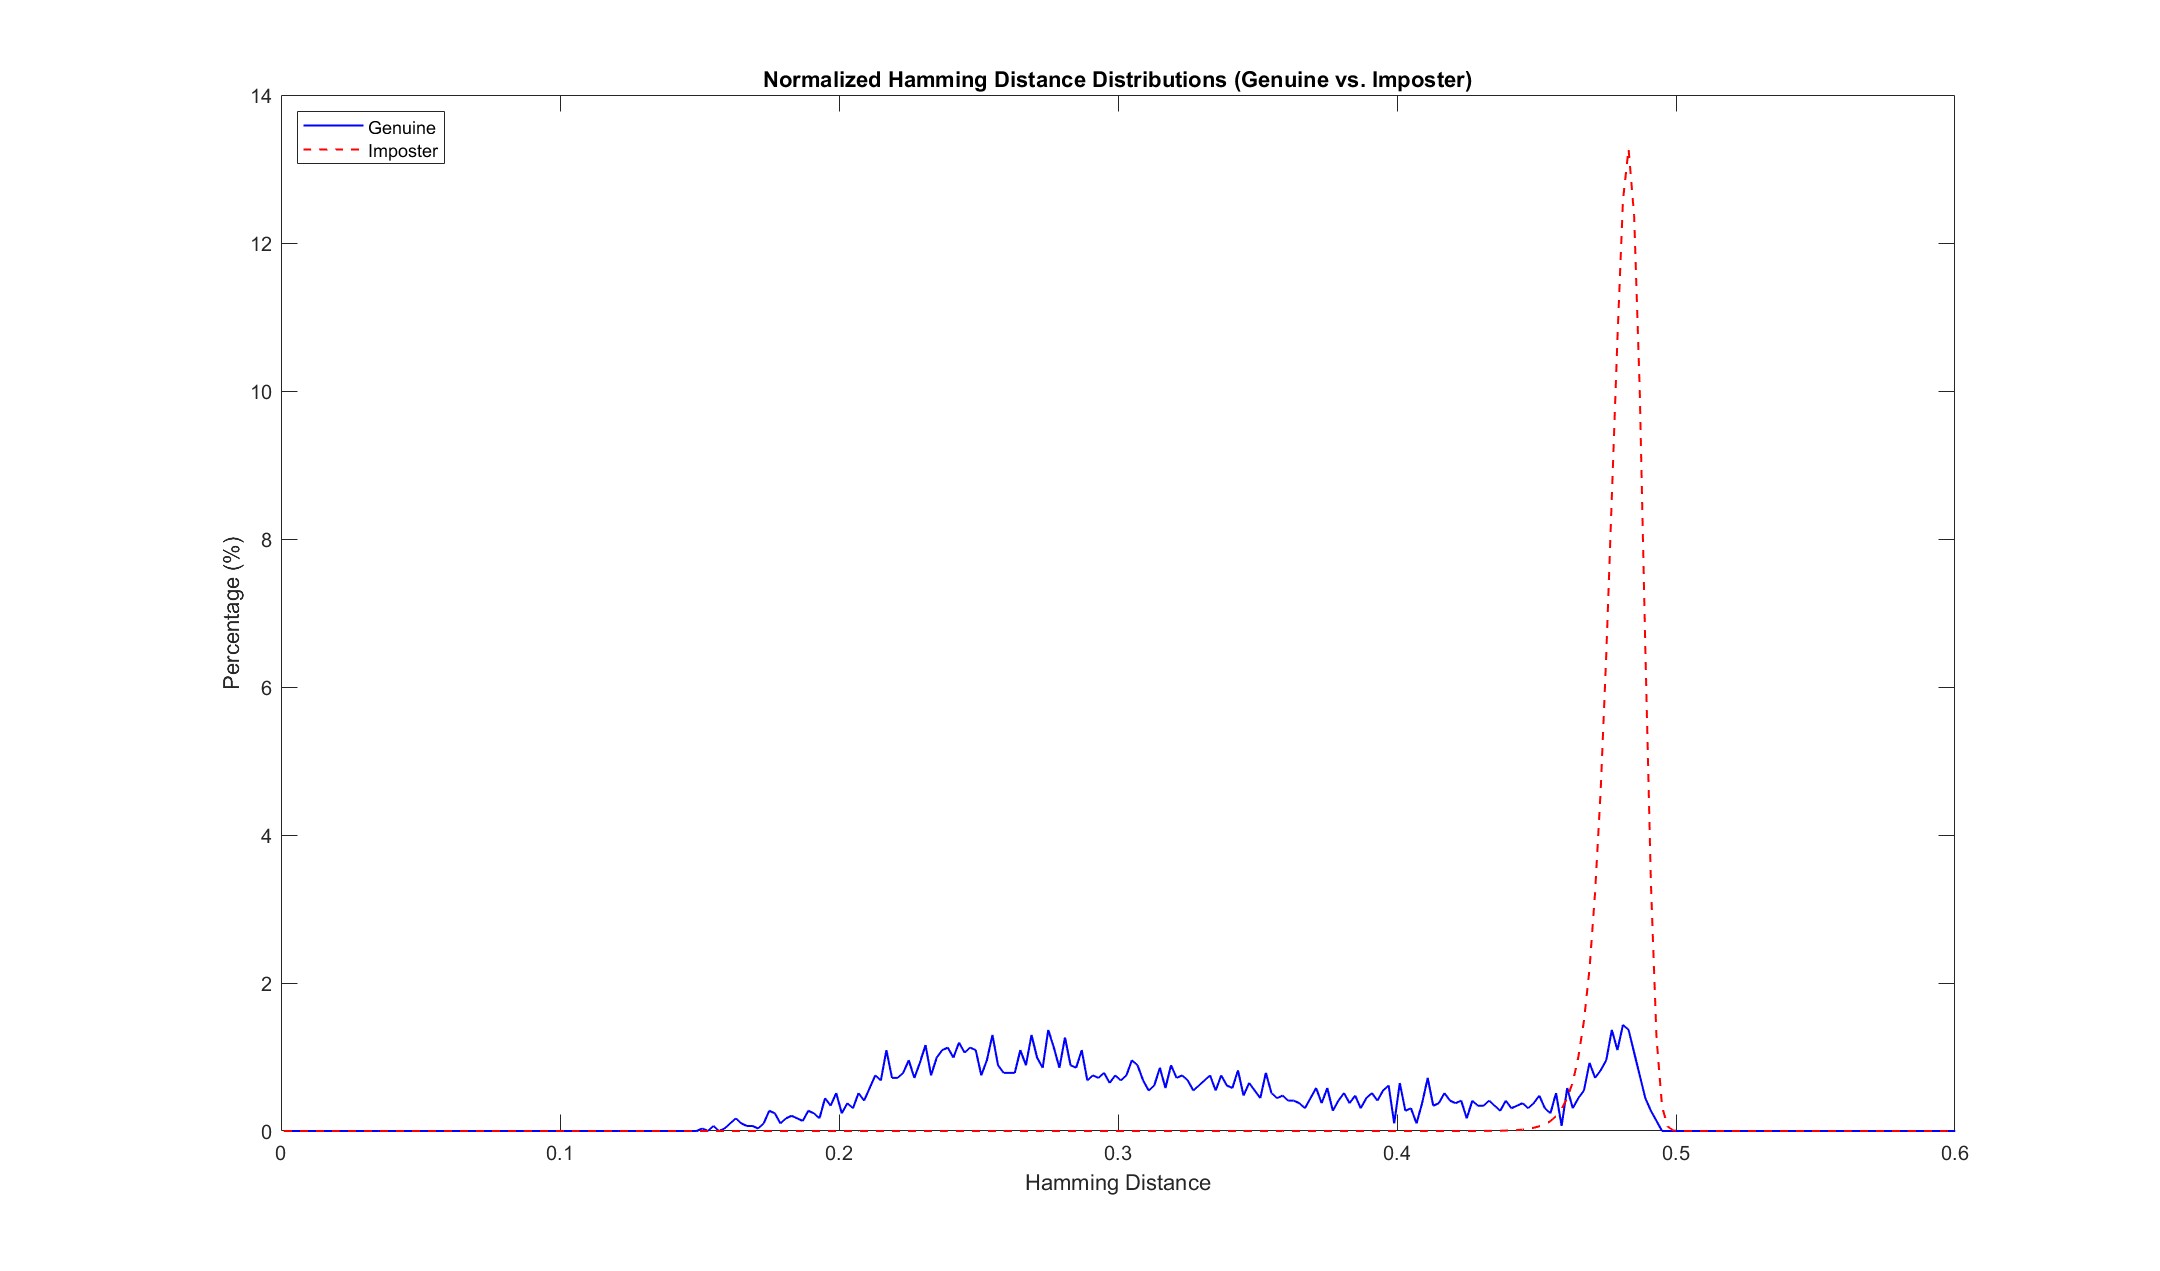 Normalized Hamming Distance Distributions (Genuine vs. Imposter)
Genuine
Imposter
14
12
10
8
6
4
2
0
Percentage (%)
0 0.1 0.2 0.3 0.4 0.5 0.6
Hamming Distance